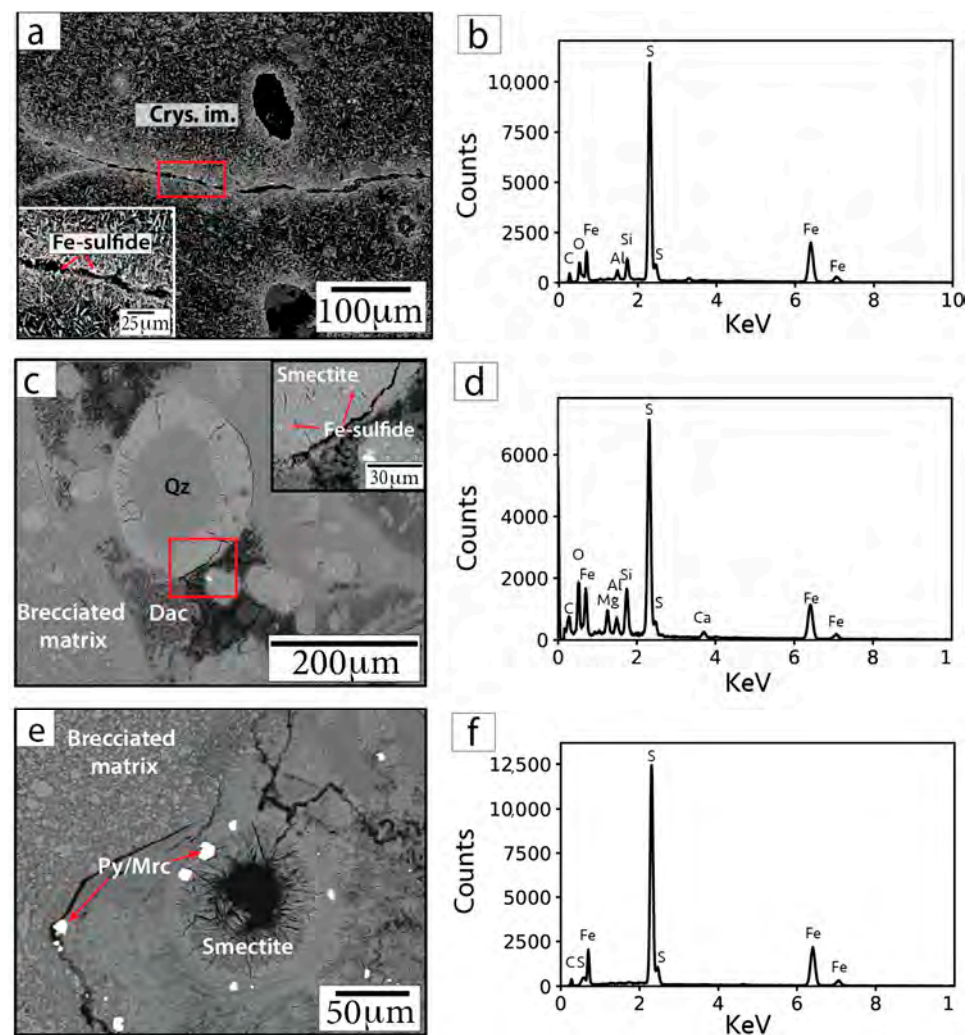 a
Crys. im.
Fe-sulfide
25μm
100μm
b
Counts
10,000
7500
5000
2500
0
S
Fe
O
C
Al
Si
S
Fe
Fe
0 2 4 6 8 10
KeV
c
Smectite
Fe-sulfide
30μm
Qz
Brecciated
matrix
Dac
200μm
d
Counts
6000
4000
2000
0
S
O
Fe
C
Mg
Al
Si
S
Ca
Fe
Fe
0 2 4 6 8 1
KeV
e
Brecciated
matrix
Py/Mrc
Smectite
50μm
f
Counts
12,500
10,000
7500
5000
2500
0
S
Fe
C S
S
Fe
Fe
0 2 4 6 8 1
KeV